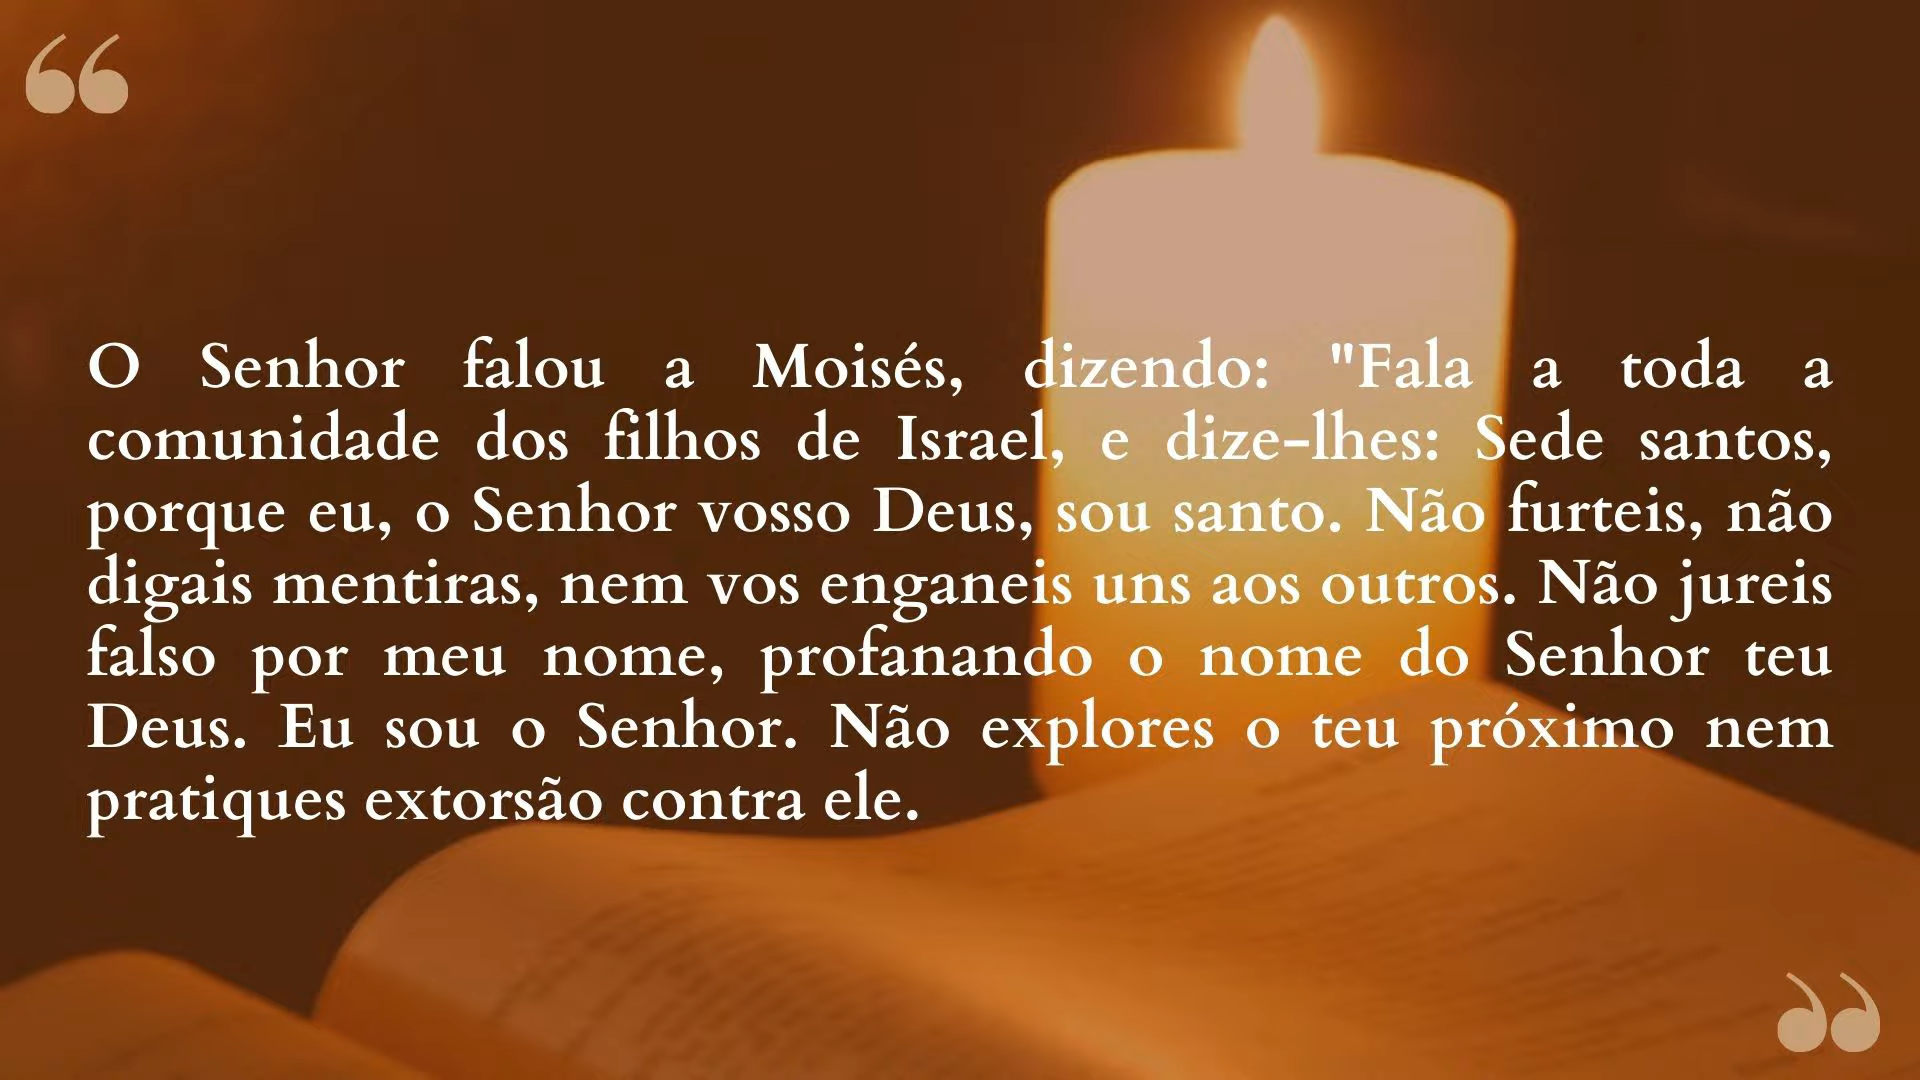 O Senhor falou a Moisés, dizendo: "Fala a toda a
comunidade dos filhos de Israel, e dize-lhes: Sede santos,
porque eu, o Senhor vosso Deus, sou santo. Não furteis, não
digais mentiras, nem vos enganeis uns aos outros. Não jureis
falso por meu nome, profanando o nome do Senhor teu
Deus. Eu sou o Senhor. Não explores o teu próximo nem
pratiques extorsão contra ele.